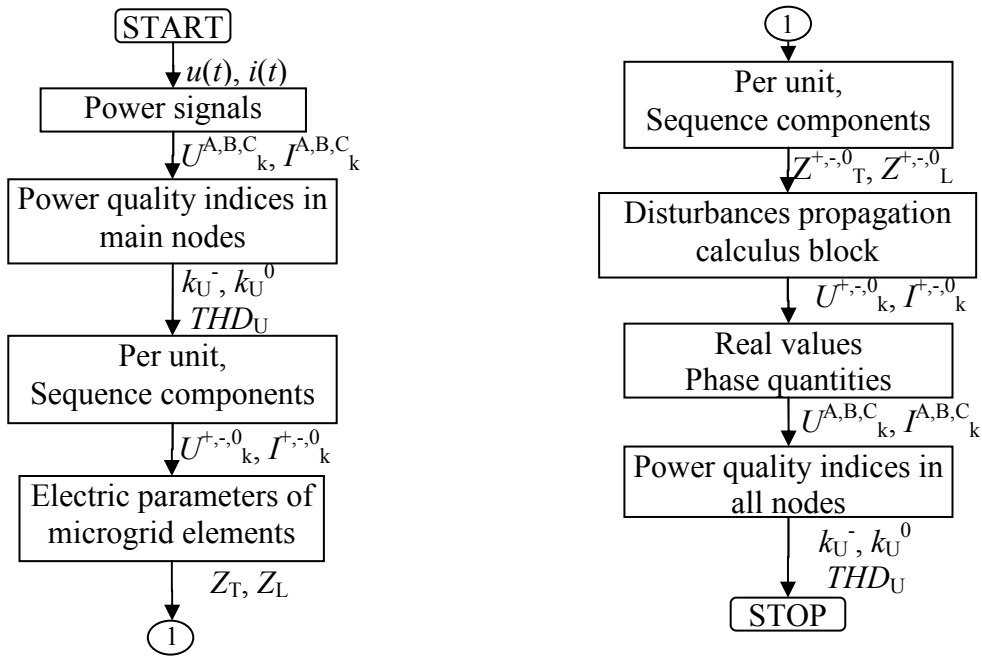 START
u(t), i(t)
Power signals
U^A,B,C_k, I^A,B,C_k
Power quality indices in
main nodes
k_U^-, k_U^0
THD_U
Per unit,
Sequence components
U^+,-,0_k, I^+,-,0_k
Electric parameters of
microgrid elements
Z_T, Z_L
1
1
Per unit,
Sequence components
Z^+,-,0_T, Z^+,-,0_L
Disturbances propagation
calculus block
U^+,-,0_k, I^+,-,0_k
Real values
Phase quantities
U^A,B,C_k, I^A,B,C_k
Power quality indices in
all nodes
k_U^-, k_U^0
THD_U
STOP